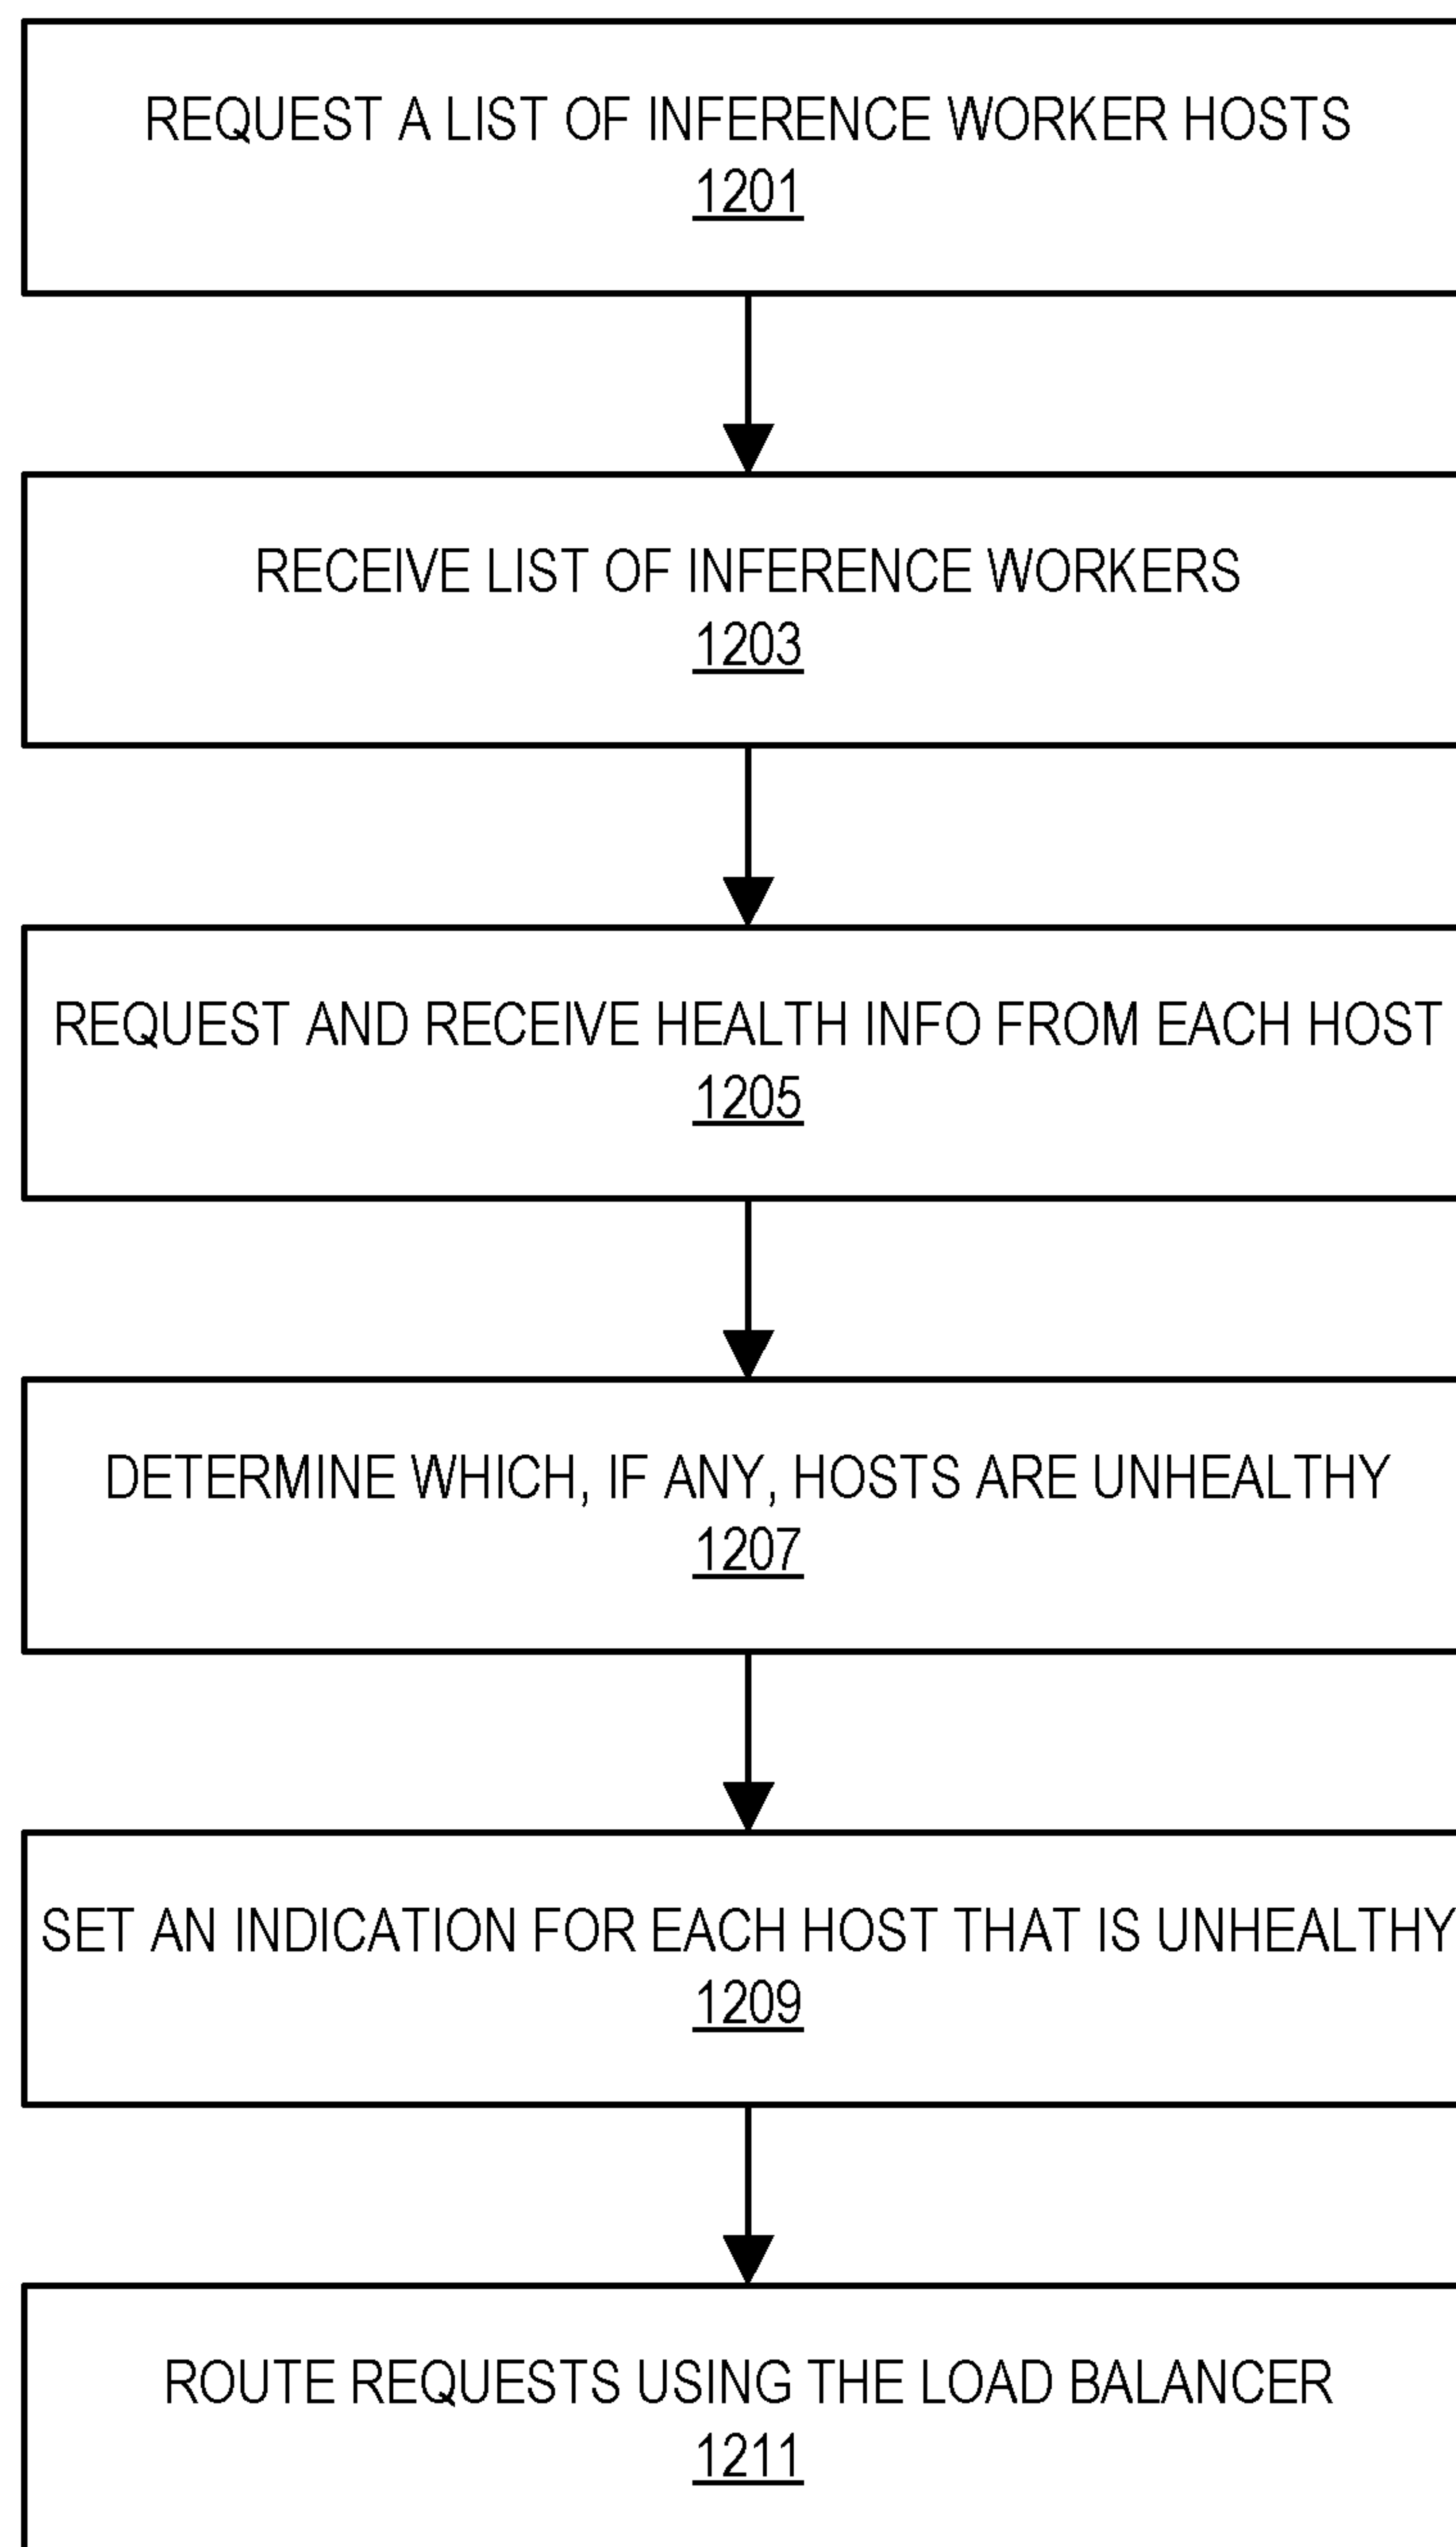 REQUEST A LIST OF INFERENCE WORKER HOSTS
1201
RECEIVE LIST OF INFERENCE WORKERS
1203
REQUEST AND RECEIVE HEALTH INFO FROM EACH HOST
1205
DETERMINE WHICH, IF ANY, HOSTS ARE UNHEALTHY
1207
SET AN INDICATION FOR EACH HOST THAT IS UNHEALTHY
1209
ROUTE REQUESTS USING THE LOAD BALANCER
1211